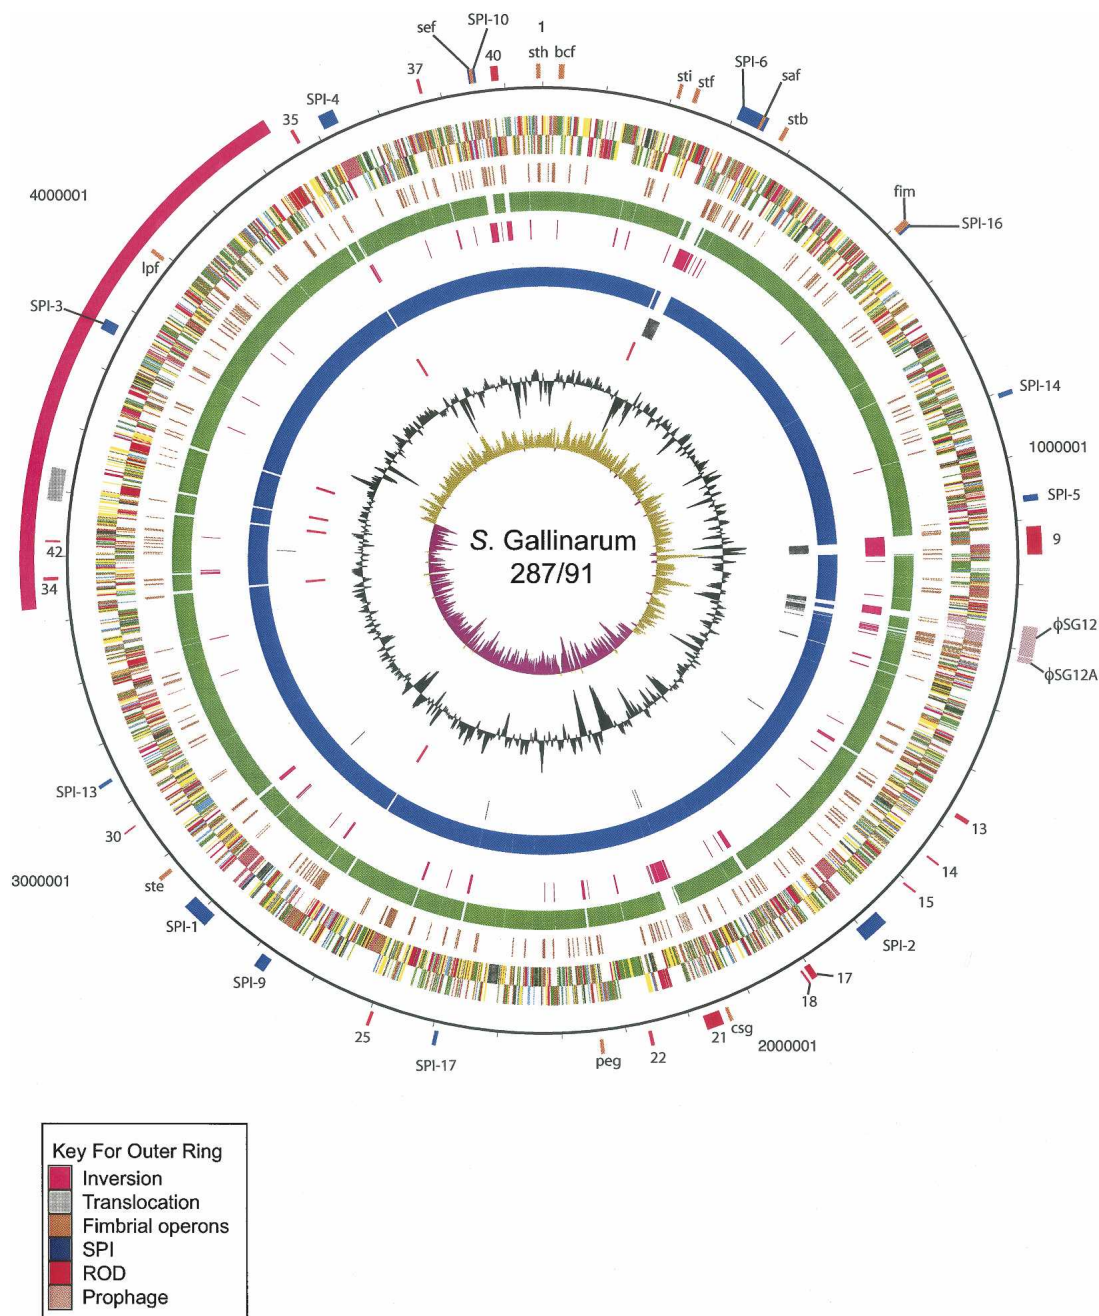 1
sth
bcf
sti
stf
SPI-6
saf
stb
fim
SPI-16
SPI-14
1000001
SPI-5
9
ϕSG12
ϕSG12A
13
14
15
SPI-2
17
18
2000001
csg
21
22
peg
SPI-17
25
SPI-9
SPI-1
ste
3000001
30
SPI-13
34
42
SPI-3
lpf
4000001
35
SPI-4
37
sef
SPI-10
40
S. Gallinarum
287/91
Key For Outer Ring
Inversion
Translocation
Fimbrial operons
SPI
ROD
Prophage